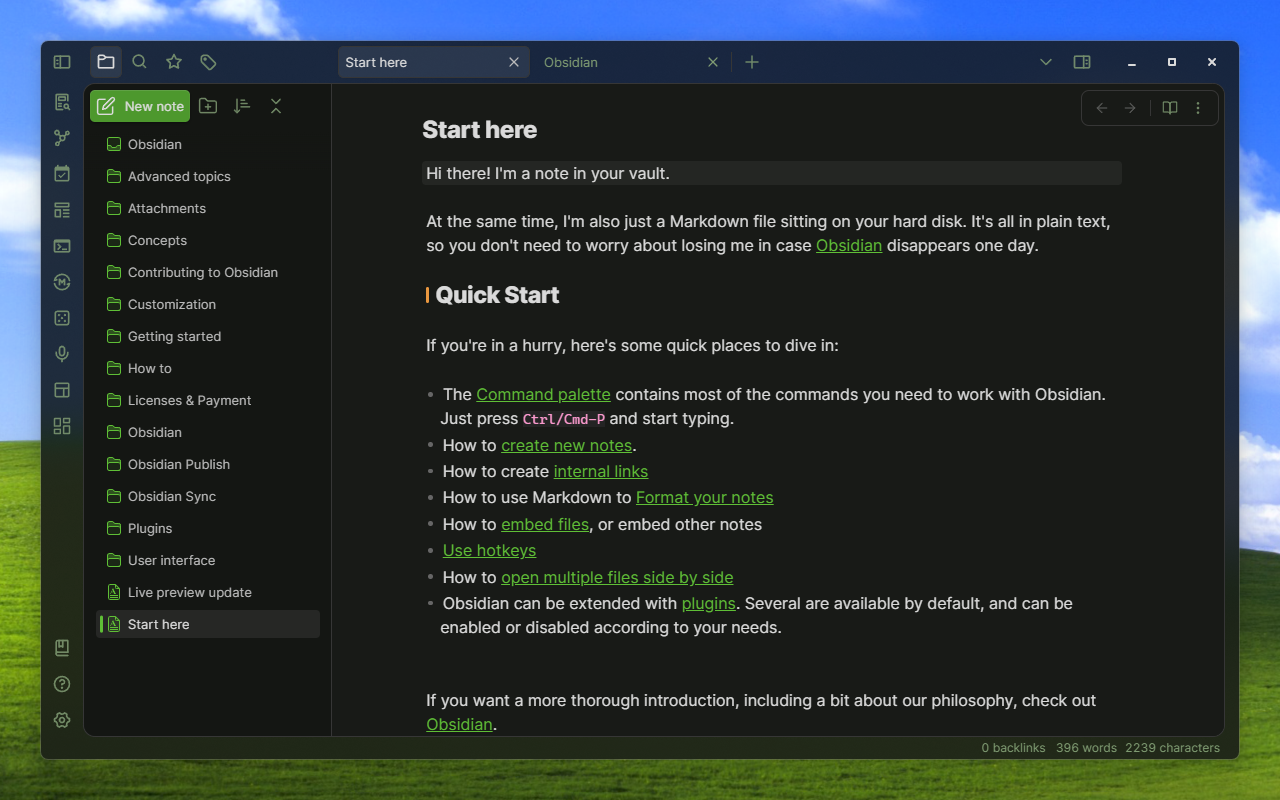 Start here
Obsidian
New note
Obsidian
Advanced topics
Attachments
Concepts
Contributing to Obsidian
Customization
Getting started
How to
Licenses & Payment
Obsidian
Obsidian Publish
Obsidian Sync
Plugins
User interface
Live preview update
Start here
Start here
Hi there! I'm a note in your vault.
At the same time, I'm also just a Markdown file sitting on your hard disk. It's all in plain text,
so you don't need to worry about losing me in case Obsidian disappears one day.
Quick Start
If you're in a hurry, here's some quick places to dive in:
The Command palette contains most of the commands you need to work with Obsidian.
Just press Ctrl/Cmd-P and start typing.
How to create new notes.
How to create internal links
How to use Markdown to Format your notes
How to embed files, or embed other notes
Use hotkeys
How to open multiple files side by side
Obsidian can be extended with plugins. Several are available by default, and can be
enabled or disabled according to your needs.
If you want a more thorough introduction, including a bit about our philosophy, check out
Obsidian.
0 backlinks 396 words 2239 characters